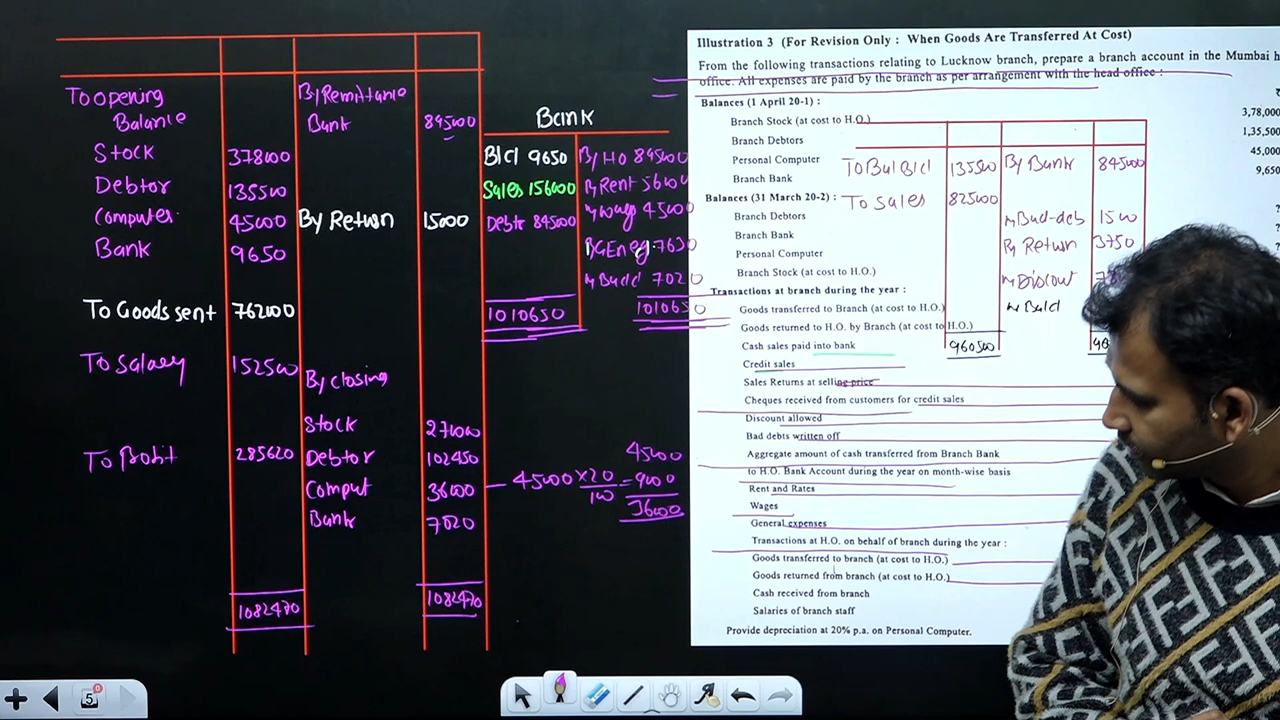 To opening
Balance
Stock 378000
Debtor 135500
Computer 45000
Bank 9650
To Goods sent 762000
To Salary 152500
To Profit 285620
1082470
By Remittance
Bank 845000
By Return 15000
By closing
Stock
Debtor 102450
Comput 36000
Bank 7020
1082470
45000 × 20/100 = 9000
45000
36000
Bank
B/d 9650 By HO 845000
Sales 156000 By Rent 56000
Debtr 845000 By wag 45000
7020
1010650 1010650
Illustration 3 (For Revision Only : When Goods Are Transferred At Cost)
From the following transactions relating to Lucknow branch, prepare a branch account in the Mumbai h
office. All expenses are paid by the branch as per arrangement with the head office :
Balances (1 April 20-1) : ₹
Branch Stock (at cost to H.O.) 3,78,000
Branch Debtors 1,35,500
Personal Computer 45,000
Branch Bank 9,650
Balances (31 March 20-2) :
Branch Debtors ?
Branch Bank ?
Personal Computer
Branch Stock (at cost to H.O.)
To Bal B/d 135500 By Bank 845000
To Sales 825000
By Bad-deb 1500
By Return 3750
By Discout
By Bal c/d
960500
Transactions at branch during the year :
Goods transferred to Branch (at cost to H.O.)
Goods returned to H.O. by Branch (at cost to H.O.)
Cash sales paid into bank
Credit sales
Sales Returns at selling price
Cheques received from customers for credit sales
Discount allowed
Bad debts written off
Aggregate amount of cash transferred from Branch Bank
to H.O. Bank Account during the year on month-wise basis
Rent and Rates
Wages
General expenses
Transactions at H.O. on behalf of branch during the year :
Goods transferred to branch (at cost to H.O.)
Goods returned from branch (at cost to H.O.)
Cash received from branch
Salaries of branch staff
Provide depreciation at 20% p.a. on Personal Computer.
5